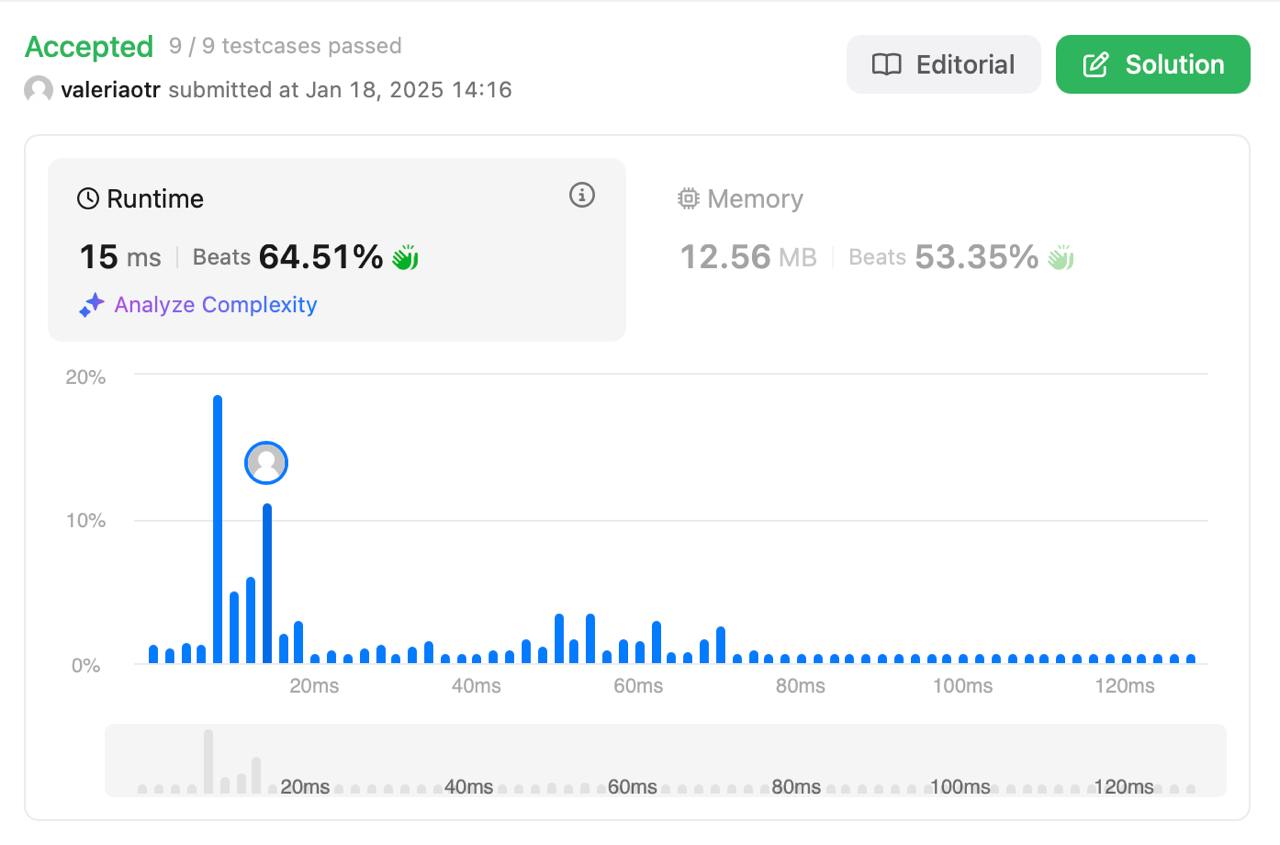 Accepted 9 / 9 testcases passed
valeriaotr submitted at Jan 18, 2025 14:16
Editorial
Solution
Runtime
15 ms | Beats 64.51%
Analyze Complexity
Memory
12.56 MB | Beats 53.35%
20%
10%
0%
20ms 40ms 60ms 80ms 100ms 120ms
20ms 40ms 60ms 80ms 100ms 120ms